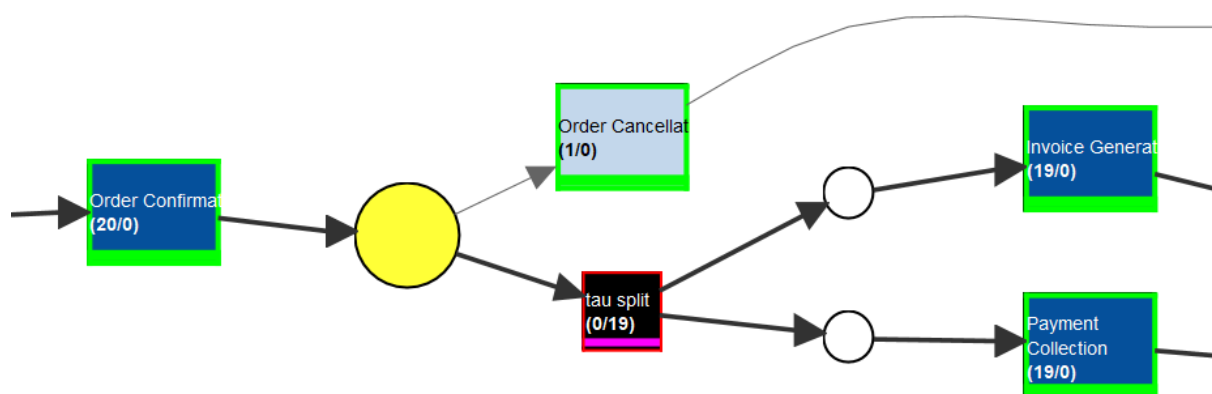 Order Cancellat
(1/0)
Order Confirmat
(20/0)
Invoice Generat
(19/0)
tau split
(0/19)
Payment
Collection
(19/0)